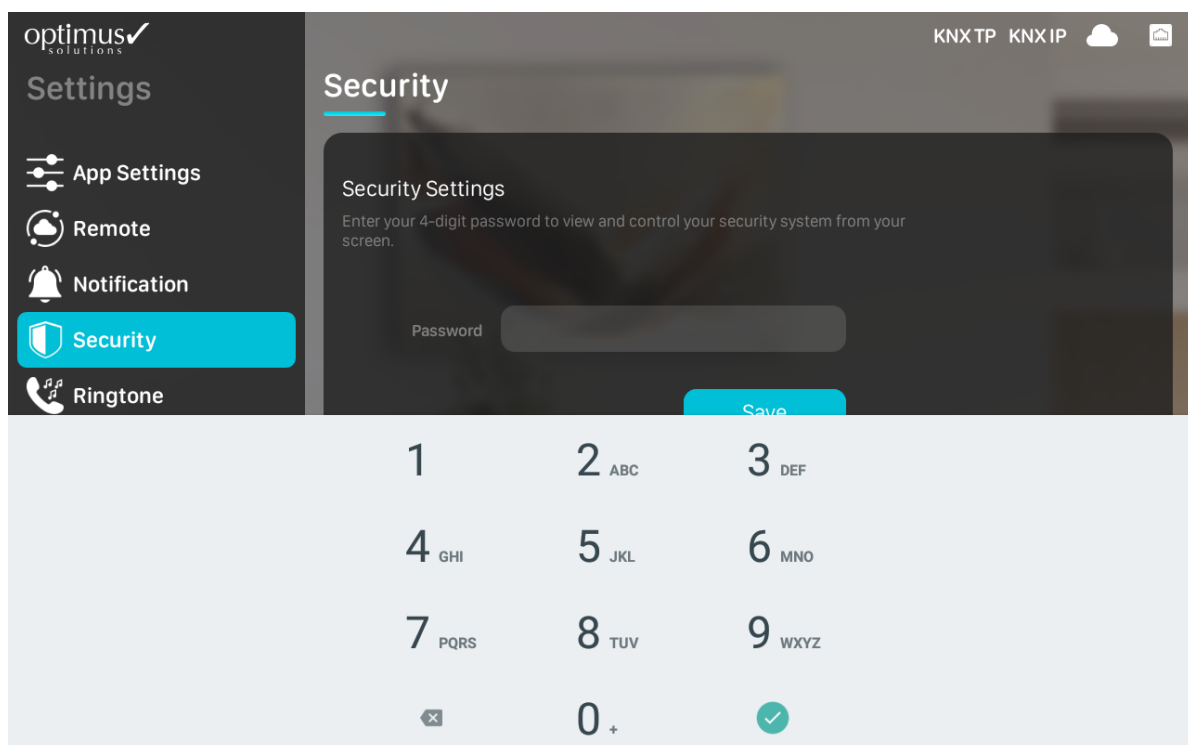 optimus
solutions
KNX TP KNX IP
Settings
Security
App Settings
Remote
Notification
Security
Ringtone
Security Settings
Enter your 4-digit password to view and control your security system from your
screen.
Password
Save
1
2 ABC
3 DEF
4 GHI
5 JKL
6 MNO
7 PQRS
8 TUV
9 WXYZ
0 +